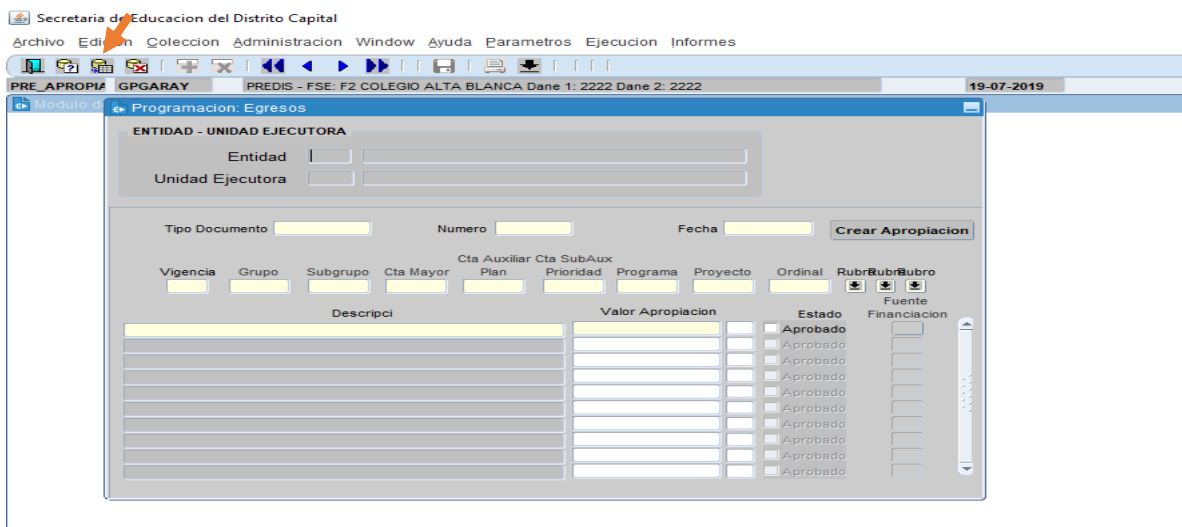 Secretaria de Educacion del Distrito Capital
Archivo Edicion Coleccion Administracion Window Ayuda Parametros Ejecucion Informes
PRE_APROPIA GPGARAY PREDIS - FSE: F2 COLEGIO ALTA BLANCA Dane 1: 2222 Dane 2: 2222 19-07-2019
Modulo d Programacion: Egresos
ENTIDAD - UNIDAD EJECUTORA
Entidad
Unidad Ejecutora
Tipo Documento Numero Fecha Crear Apropiacion
Cta Auxiliar Cta SubAux
Vigencia Grupo Subgrupo Cta Mayor Plan Prioridad Programa Proyecto Ordinal Rubro Rubro Rubro
Fuente
Descripci Valor Apropiacion Estado Financiacion
Aprobado
Aprobado
Aprobado
Aprobado
Aprobado
Aprobado
Aprobado
Aprobado
Aprobado
Aprobado